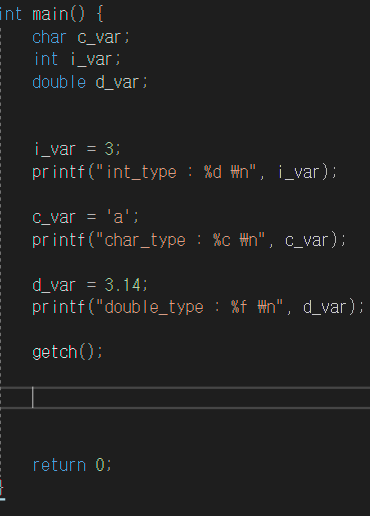 int main() {
char c_var;
int i_var;
double d_var;
i_var = 3;
printf("int_type : %d ₩n", i_var);
c_var = 'a';
printf("char_type : %c ₩n", c_var);
d_var = 3.14;
printf("double_type : %f ₩n", d_var);
getch();
return 0;
}